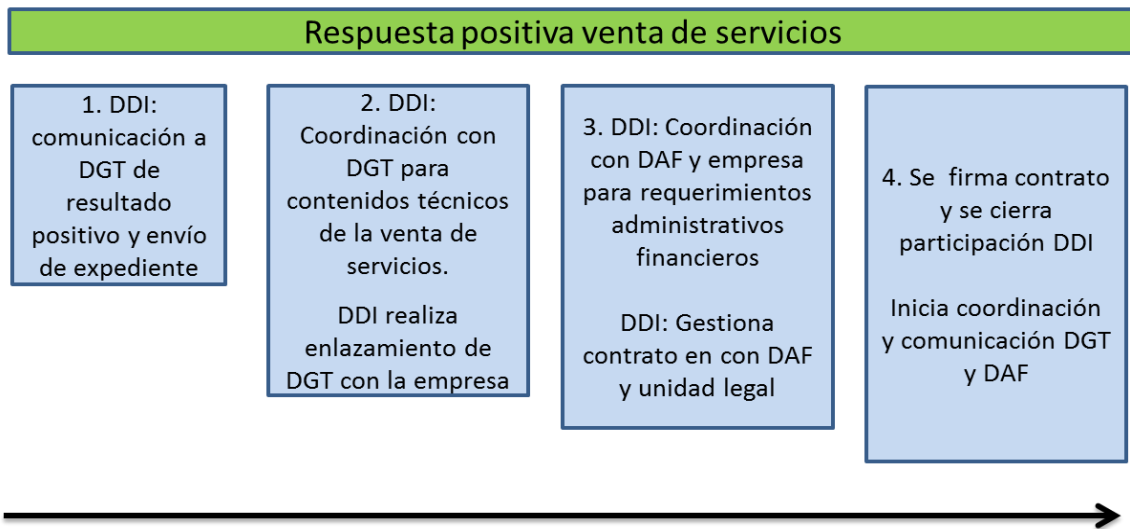 Respuesta positiva venta de servicios
1. DDI:
comunicación a
DGT de
resultado
positivo y envío
de expediente
2. DDI:
Coordinación con
DGT para
contenidos técnicos
de la venta de
servicios.
DDI realiza
enlazamiento de
DGT con la empresa
3. DDI: Coordinación
con DAF y empresa
para requerimientos
administrativos
financieros
DDI: Gestiona
contrato en con DAF
y unidad legal
4. Se firma contrato
y se cierra
participación DDI
Inicia coordinación
y comunicación DGT
y DAF